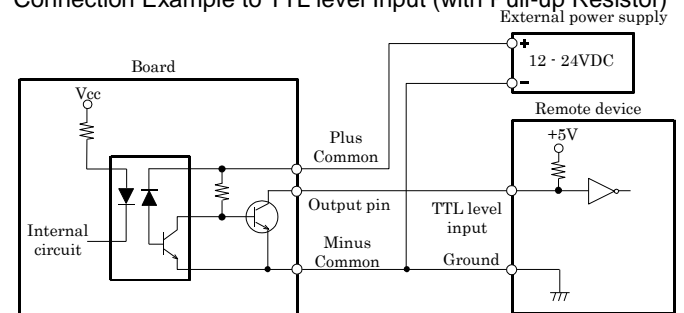 Connection Example to TTL level Input (with Pull-up Resistor)
External power supply
12 - 24VDC
Board
Remote device
Vcc
+5V
Plus
Common
Output pin
TTL level
input
Internal
circuit
Minus
Common
Ground